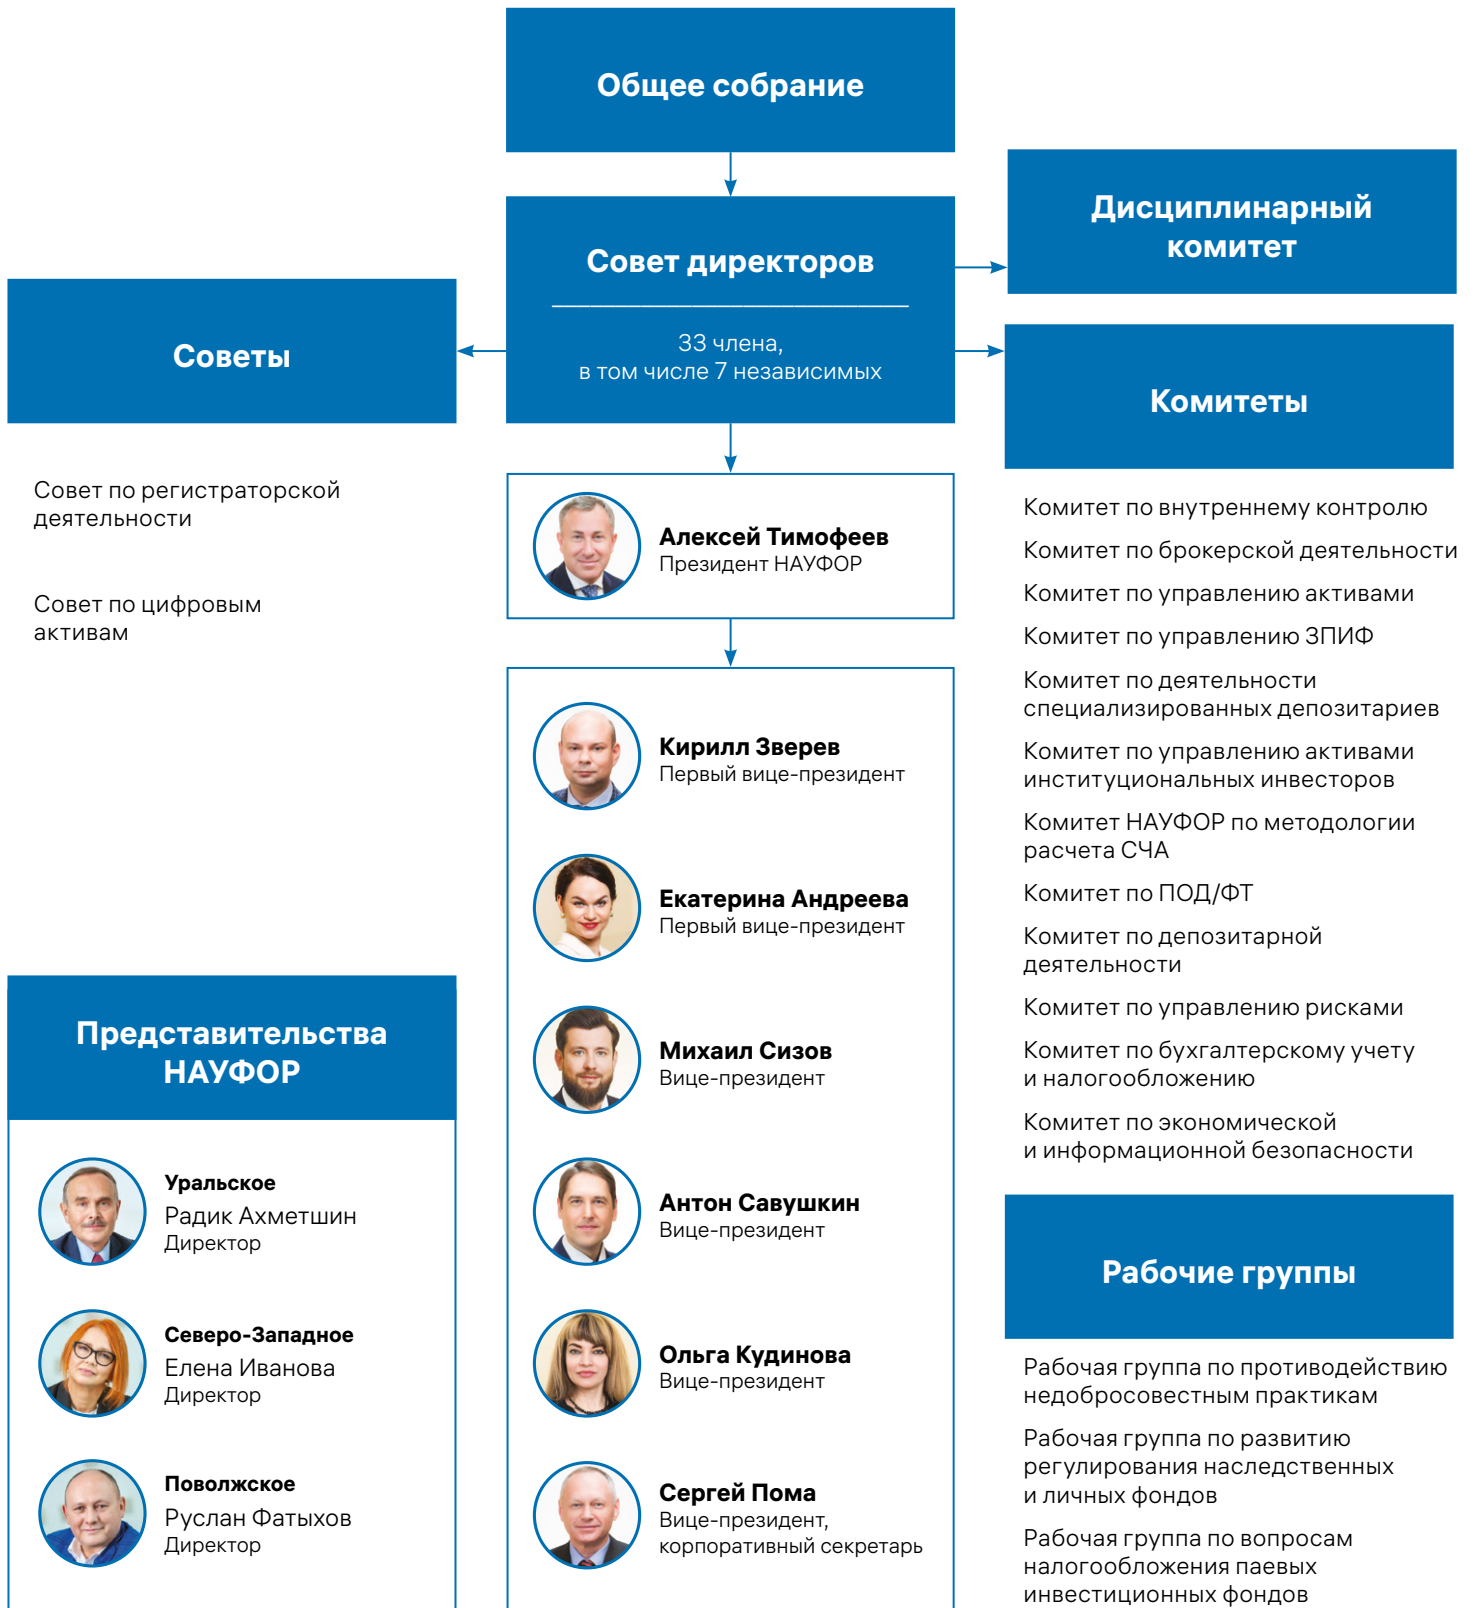 Общее собрание
Совет директоров
33 члена,
в том числе 7 независимых
Дисциплинарный
комитет
Советы
Совет по регистраторской
деятельности
Совет по цифровым
активам
Комитеты
Комитет по внутреннему контролю
Комитет по брокерской деятельности
Комитет по управлению активами
Комитет по управлению ЗПИФ
Комитет по деятельности
специализированных депозитариев
Комитет по управлению активами
институциональных инвесторов
Комитет НАУФОР по методологии
расчета СЧА
Комитет по ПОД/ФТ
Комитет по депозитарной
деятельности
Комитет по управлению рисками
Комитет по бухгалтерскому учету
и налогообложению
Комитет по экономической
и информационной безопасности
Алексей Тимофеев
Президент НАУФОР
Кирилл Зверев
Первый вице-президент
Екатерина Андреева
Первый вице-президент
Михаил Сизов
Вице-президент
Антон Савушкин
Вице-президент
Ольга Кудинова
Вице-президент
Сергей Пома
Вице-президент,
корпоративный секретарь
Представительства
НАУФОР
Уральское
Радик Ахметшин
Директор
Северо-Западное
Елена Иванова
Директор
Поволжское
Руслан Фатыхов
Директор
Рабочие группы
Рабочая группа по противодействию
недобросовестным практикам
Рабочая группа по развитию
регулирования наследственных
и личных фондов
Рабочая группа по вопросам
налогообложения паевых
инвестиционных фондов